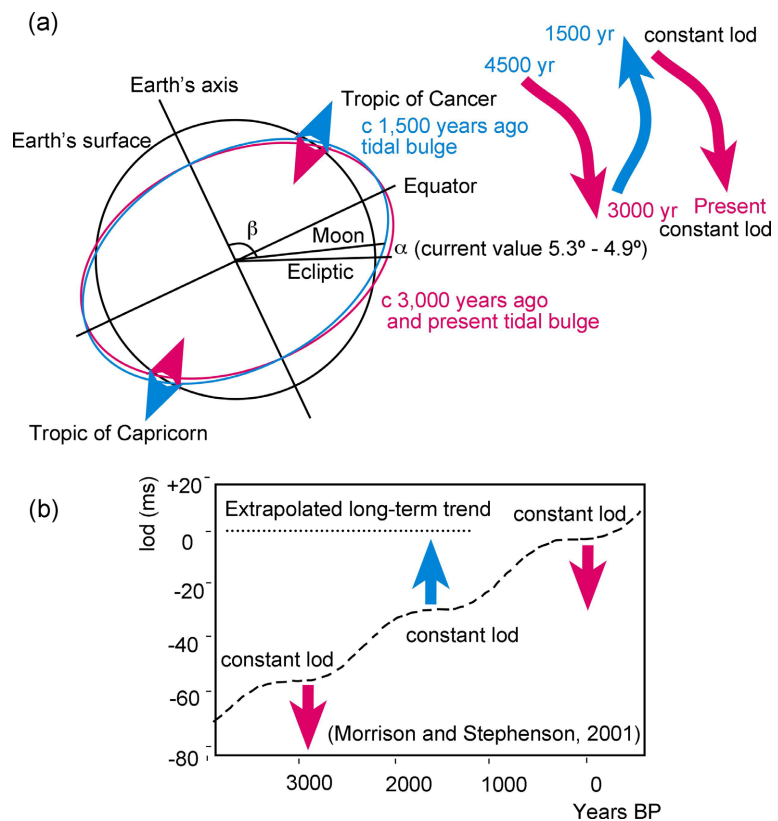 (a)
1500 yr
constant lod
4500 yr
Earth's axis
Tropic of Cancer
c 1,500 years ago
tidal bulge
Earth's surface
Equator
β
Moon
α (current value 5.3º - 4.9º)
Ecliptic
3000 yr
Present
constant lod
c 3,000 years ago
and present tidal bulge
Tropic of Capricorn
(b)
lod (ms)
+20
0
-20
-40
-60
-80
Extrapolated long-term trend
constant lod
constant lod
constant lod
(Morrison and Stephenson, 2001)
3000
2000
1000
0
Years BP